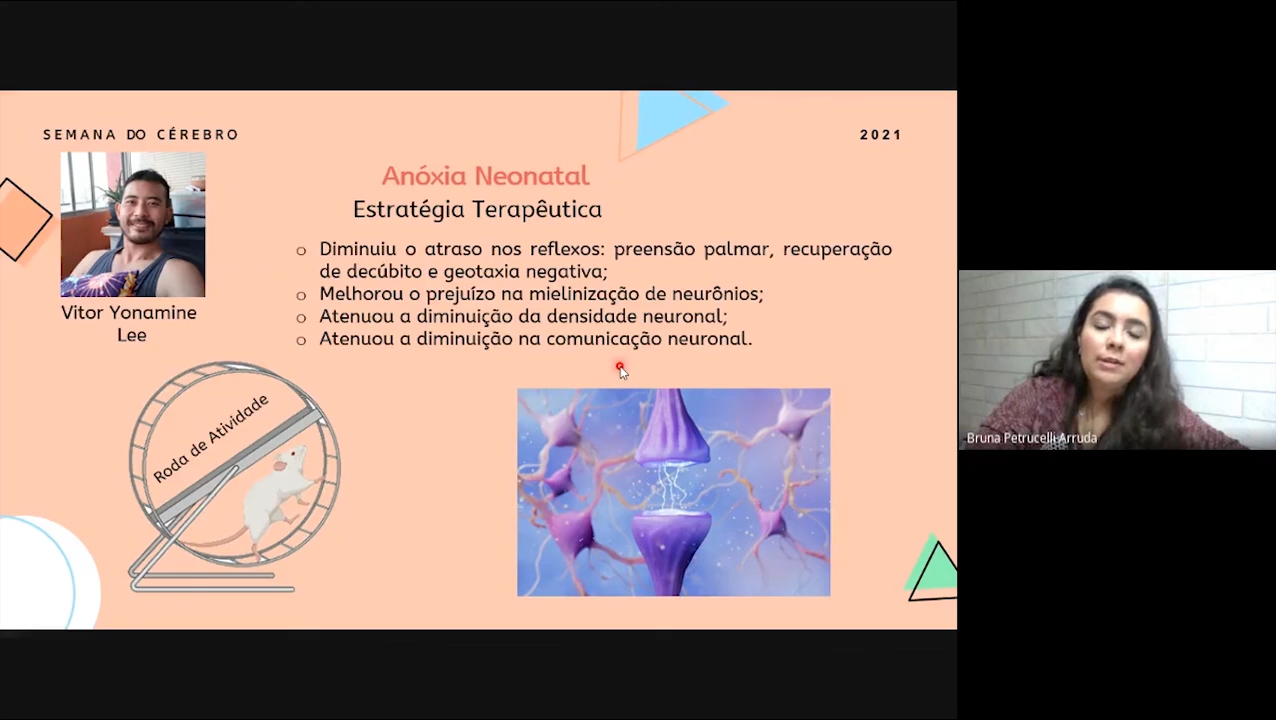 SEMANA DO CÉREBRO
2021
Anóxia Neonatal
Estratégia Terapêutica
Vitor Yonamine
Lee
○ Diminuiu o atraso nos reflexos: preensão palmar, recuperação
de decúbito e geotaxia negativa;
○ Melhorou o prejuízo na mielinização de neurônios;
○ Atenuou a diminuição da densidade neuronal;
○ Atenuou a diminuição na comunicação neuronal.
Roda de Atividade
Bruna Petrucelli Arruda